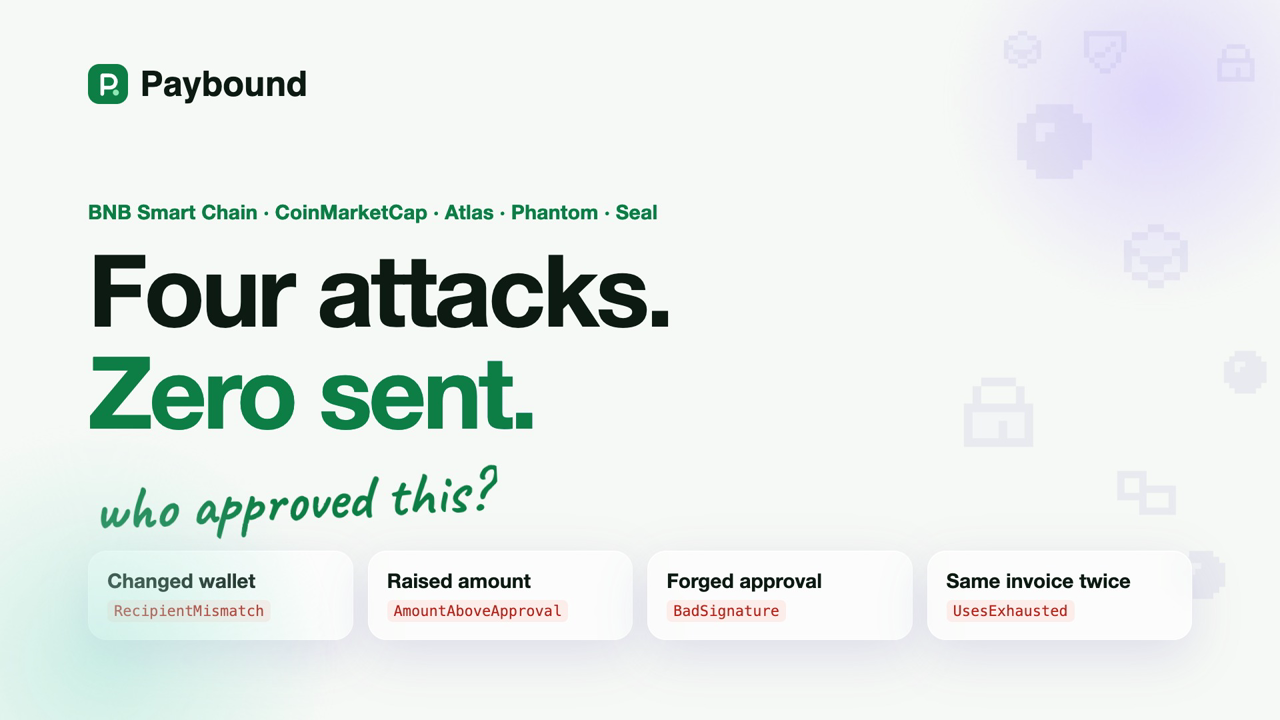 Paybound
BNB Smart Chain · CoinMarketCap · Atlas · Phantom · Seal
Four attacks.
Zero sent.
who approved this?
Changed wallet
RecipientMismatch
Raised amount
AmountAboveApproval
Forged approval
BadSignature
Same invoice twice
UsesExhausted